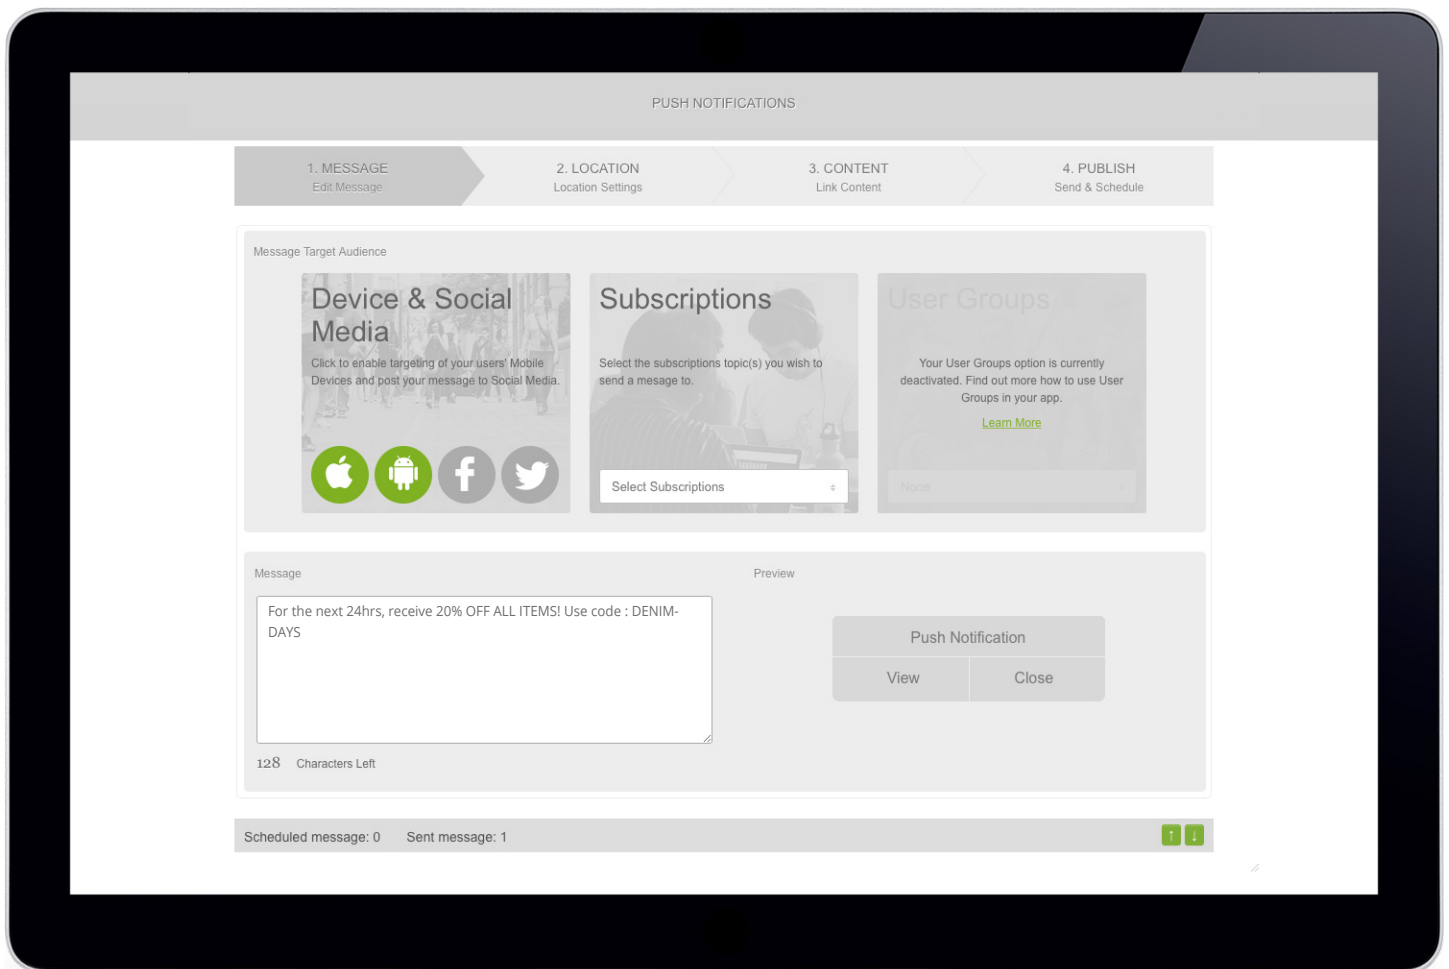 PUSH NOTIFICATIONS
1. MESSAGE
Edit Message
2. LOCATION
Location Settings
3. CONTENT
Link Content
4. PUBLISH
Send & Schedule
Message Target Audience
Device & Social
Media
Click to enable targeting of your users' Mobile
Devices and post your message to Social Media.
Subscriptions
Select the subscriptions topic(s) you wish to
send a mesage to.
Select Subscriptions
User Groups
Your User Groups option is currently
deactivated. Find out more how to use User
Groups in your app.
Learn More
None
Message
For the next 24hrs, receive 20% OFF ALL ITEMS! Use code : DENIM-
DAYS
128 Characters Left
Preview
Push Notification
View Close
Scheduled message: 0 Sent message: 1